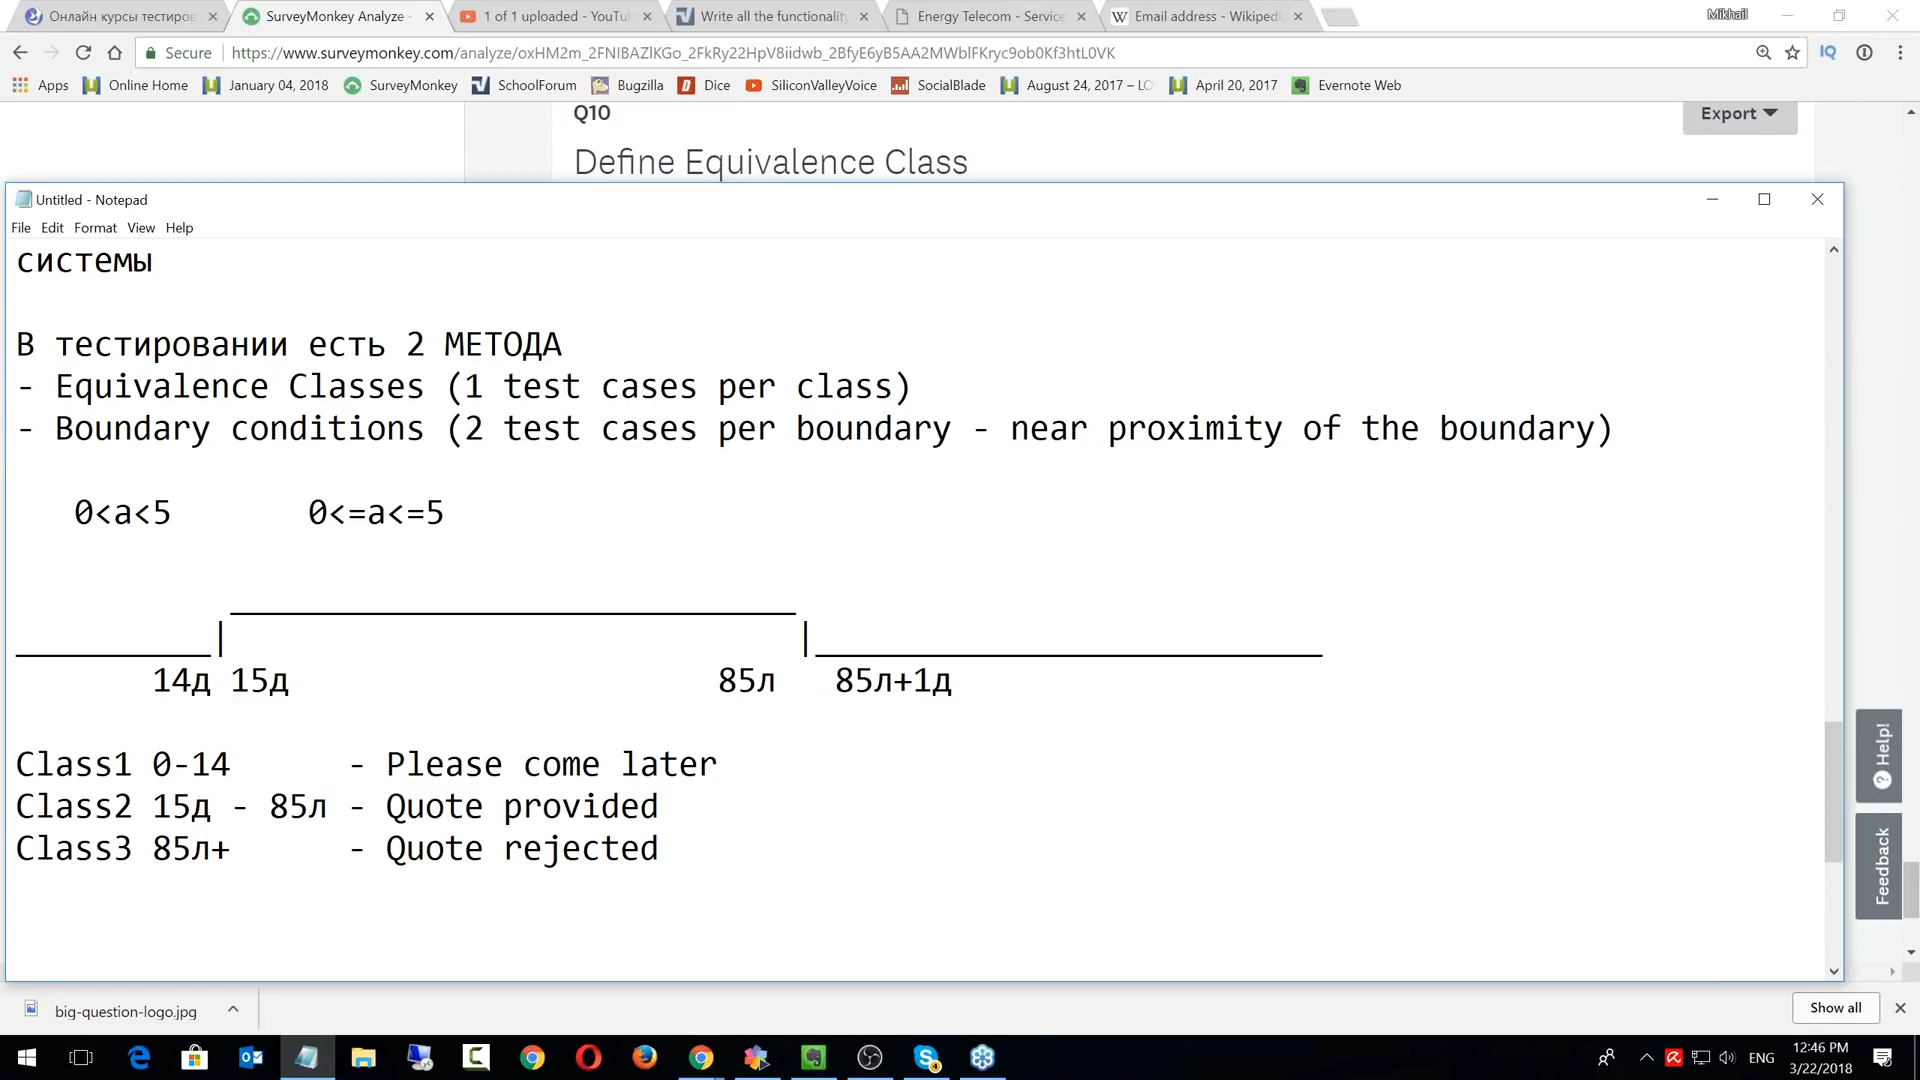 Онлайн курсы тестиров
SurveyMonkey Analyze -
1 of 1 uploaded - YouTu
Write all the functionality
Energy Telecom - Service
Email address - Wikiped
Mikhail
Secure
https://www.surveymonkey.com/analyze/oxHM2m_2FNIBAZlKGo_2FkRy22HpV8iidwb_2BfyE6yB5AA2MWblFKryc9ob0Kf3htL0VK
Apps
Online Home
January 04, 2018
SurveyMonkey
SchoolForum
Bugzilla
Dice
SiliconValleyVoice
SocialBlade
August 24, 2017 – LO
April 20, 2017
Evernote Web
Q10
Export
Define Equivalence Class
Untitled - Notepad
File Edit Format View Help
системы
В тестировании есть 2 МЕТОДА
- Equivalence Classes (1 test cases per class)
- Boundary conditions (2 test cases per boundary - near proximity of the boundary)
0<a<5 0<=a<=5
14д 15д 85л 85л+1д
Class1 0-14 - Please come later
Class2 15д - 85л - Quote provided
Class3 85л+ - Quote rejected
Help!
Feedback
big-question-logo.jpg
Show all
ENG
12:46 PM
3/22/2018